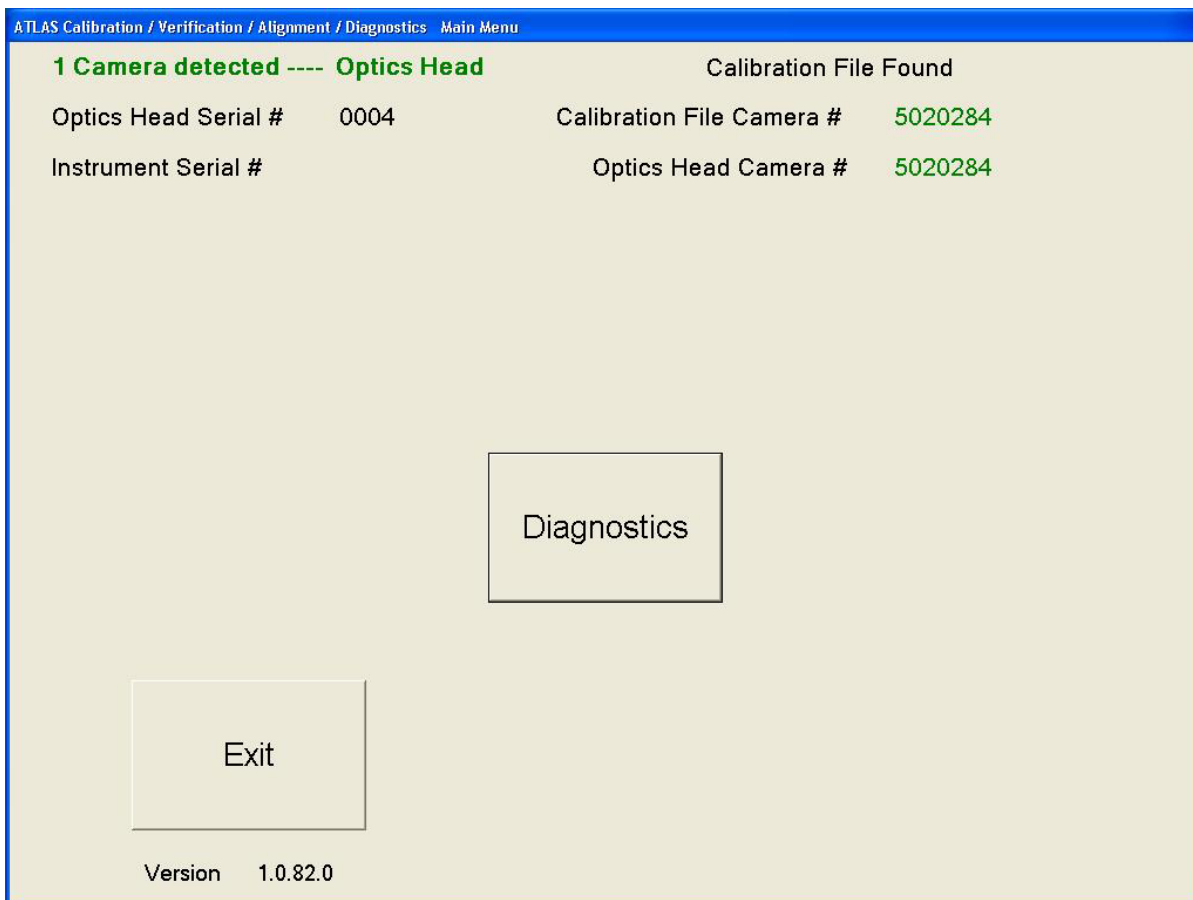 ATLAS Calibration / Verification / Alignment / Diagnostics   Main Menu
1 Camera detected ---- Optics Head
Calibration File Found
Optics Head Serial # 0004
Calibration File Camera # 5020284
Instrument Serial #
Optics Head Camera # 5020284
Diagnostics
Exit
Version 1.0.82.0